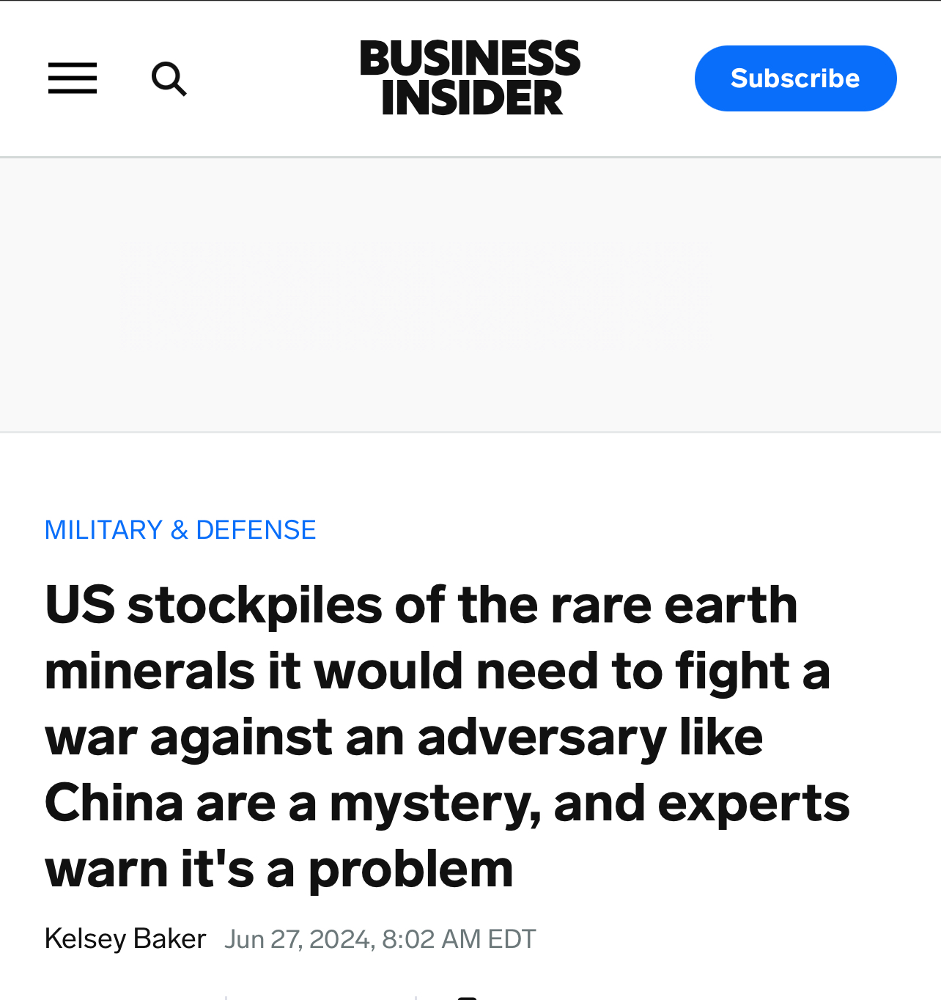 BUSINESS
INSIDER
Subscribe
MILITARY & DEFENSE
US stockpiles of the rare earth
minerals it would need to fight a
war against an adversary like
China are a mystery, and experts
warn it's a problem
Kelsey Baker Jun 27, 2024, 8:02 AM EDT